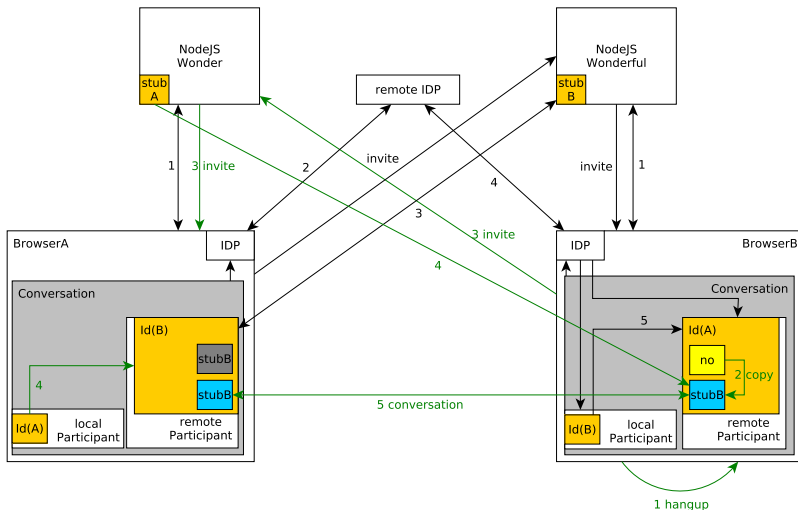 NodeJS
Wonder
stub
A
NodeJS
Wonderful
stub
B
remote IDP
1
3 invite
2
invite
4
invite
1
3
3 invite
4
BrowserA
IDP
IDP
BrowserB
Conversation
Conversation
Id(B)
stubB
stubB
4
Id(A)
local
Participant
remote
Participant
5 conversation
5
Id(A)
no
2 copy
stubB
Id(B)
local
Participant
remote
Participant
1 hangup